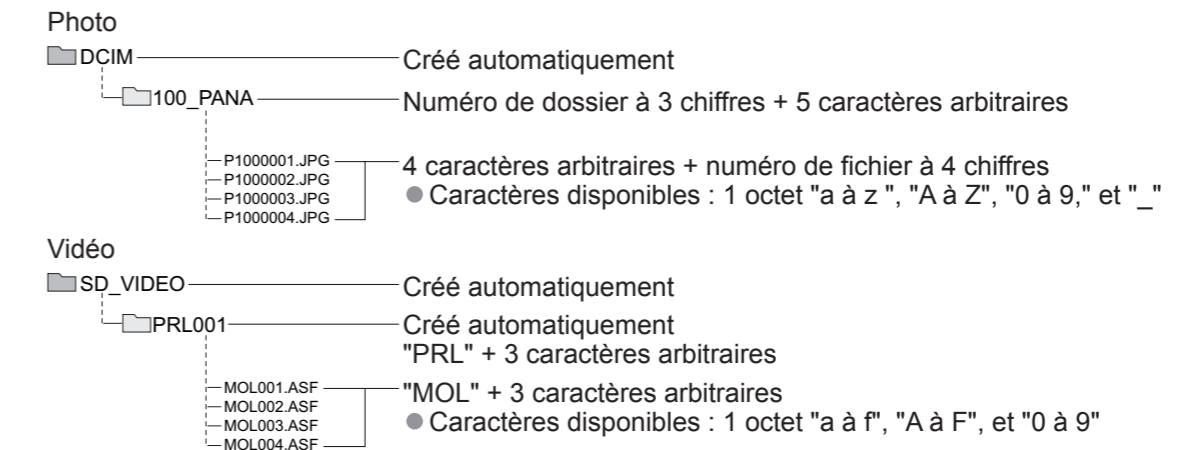 Photo
DCIM Créé automatiquement
100_PANA Numéro de dossier à 3 chiffres + 5 caractères arbitraires
P1000001.JPG 4 caractères arbitraires + numéro de fichier à 4 chiffres
P1000002.JPG ● Caractères disponibles : 1 octet "a à z ", "A à Z", "0 à 9," et "_"
P1000003.JPG
P1000004.JPG
Vidéo
SD_VIDEO Créé automatiquement
PRL001 Créé automatiquement
"PRL" + 3 caractères arbitraires
MOL001.ASF "MOL" + 3 caractères arbitraires
MOL002.ASF ● Caractères disponibles : 1 octet "a à f", "A à F", et "0 à 9"
MOL003.ASF
MOL004.ASF